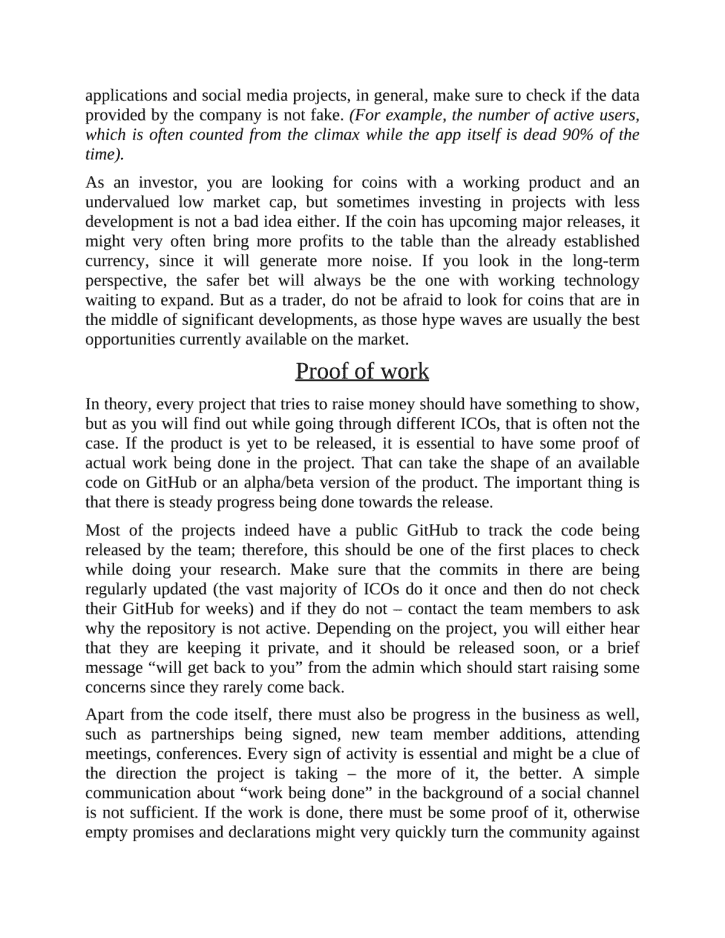 applications and social media projects, in general, make sure to check if the data
provided by the company is not fake. (For example, the number of active users,
which is often counted from the climax while the app itself is dead 90% of the
time).
As an investor, you are looking for coins with a working product and an
undervalued low market cap, but sometimes investing in projects with less
development is not a bad idea either. If the coin has upcoming major releases, it
might very often bring more profits to the table than the already established
currency, since it will generate more noise. If you look in the long-term
perspective, the safer bet will always be the one with working technology
waiting to expand. But as a trader, do not be afraid to look for coins that are in
the middle of significant developments, as those hype waves are usually the best
opportunities currently available on the market.
Proof of work
In theory, every project that tries to raise money should have something to show,
but as you will find out while going through different ICOs, that is often not the
case. If the product is yet to be released, it is essential to have some proof of
actual work being done in the project. That can take the shape of an available
code on GitHub or an alpha/beta version of the product. The important thing is
that there is steady progress being done towards the release.
Most of the projects indeed have a public GitHub to track the code being
released by the team; therefore, this should be one of the first places to check
while doing your research. Make sure that the commits in there are being
regularly updated (the vast majority of ICOs do it once and then do not check
their GitHub for weeks) and if they do not – contact the team members to ask
why the repository is not active. Depending on the project, you will either hear
that they are keeping it private, and it should be released soon, or a brief
message “will get back to you” from the admin which should start raising some
concerns since they rarely come back.
Apart from the code itself, there must also be progress in the business as well,
such as partnerships being signed, new team member additions, attending
meetings, conferences. Every sign of activity is essential and might be a clue of
the direction the project is taking – the more of it, the better. A simple
communication about “work being done” in the background of a social channel
is not sufficient. If the work is done, there must be some proof of it, otherwise
empty promises and declarations might very quickly turn the community against